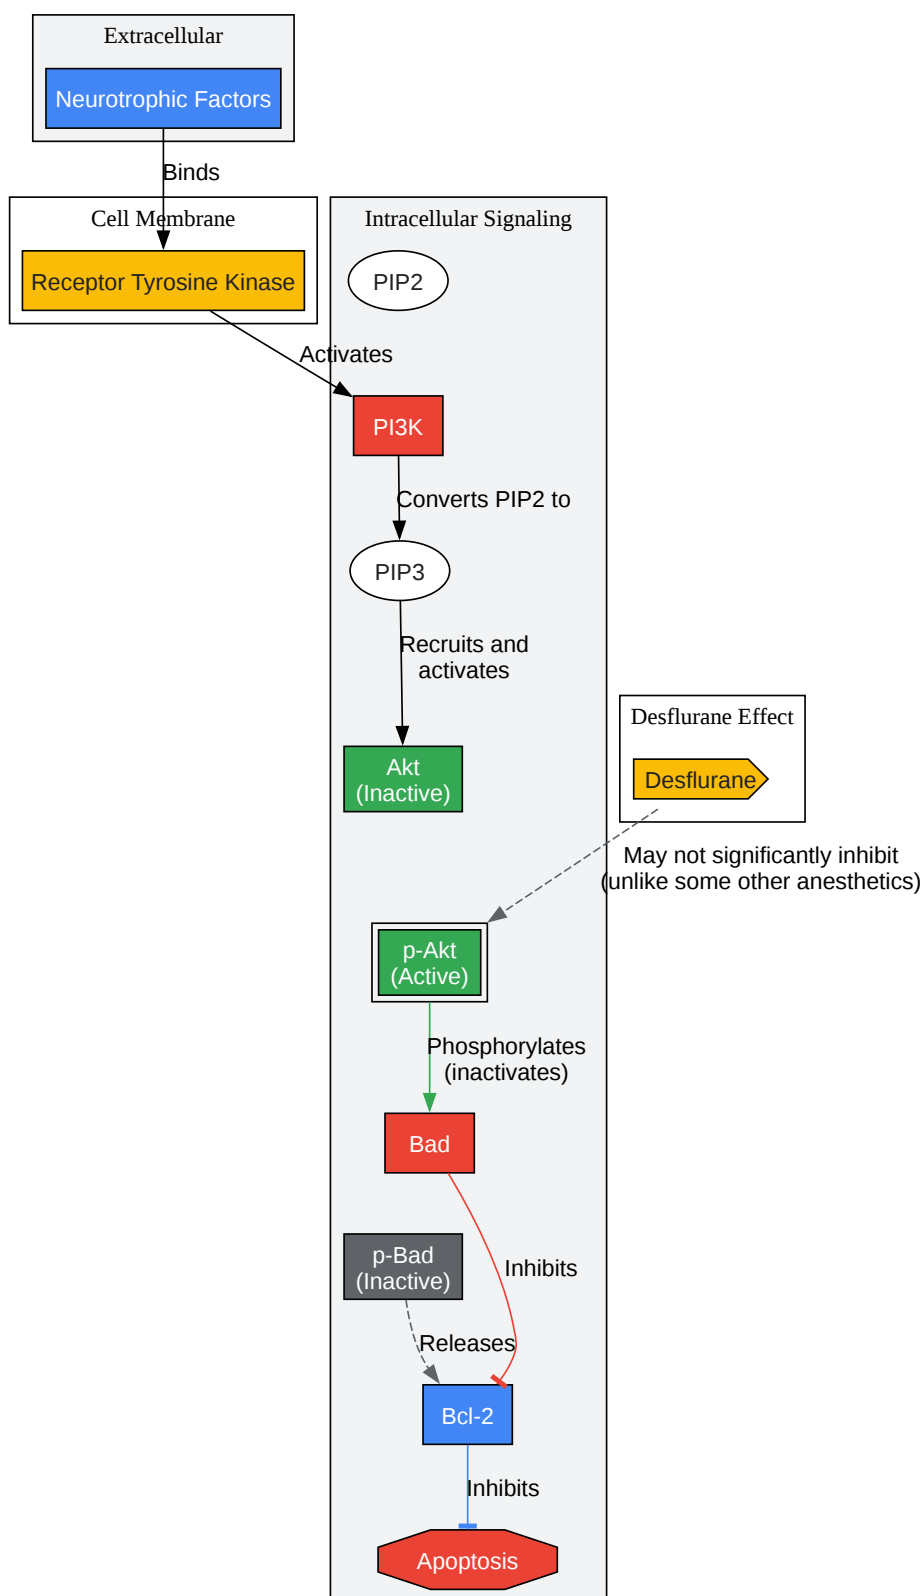 Extracellular
Neurotrophic Factors
Binds
Cell Membrane
Receptor Tyrosine Kinase
Intracellular Signaling
PIP2
Activates
PI3K
Converts PIP2 to
PIP3
Recruits and
activates
Desflurane Effect
Desflurane
Akt
(Inactive)
May not significantly inhibit
(unlike some other anesthetics)
p-Akt
(Active)
Phosphorylates
(inactivates)
Bad
p-Bad
(Inactive)
Inhibits
Releases
Bcl-2
Inhibits
Apoptosis